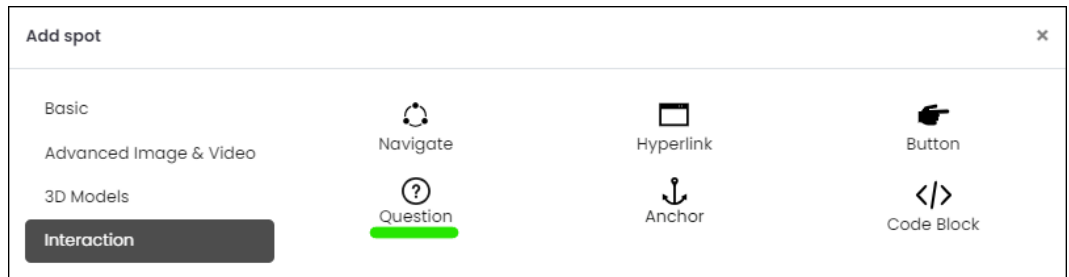 Add spot
×
Basic
Advanced Image & Video
3D Models
Interaction
Navigate
Hyperlink
Button
Question
Anchor
Code Block